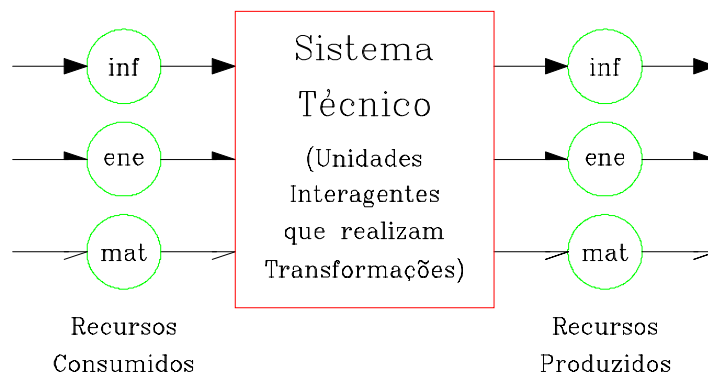 inf
ene
mat
Sistema
Técnico
(Unidades
Interagentes
que realizam
Transformações)
inf
ene
mat
Recursos
Consumidos
Recursos
Produzidos